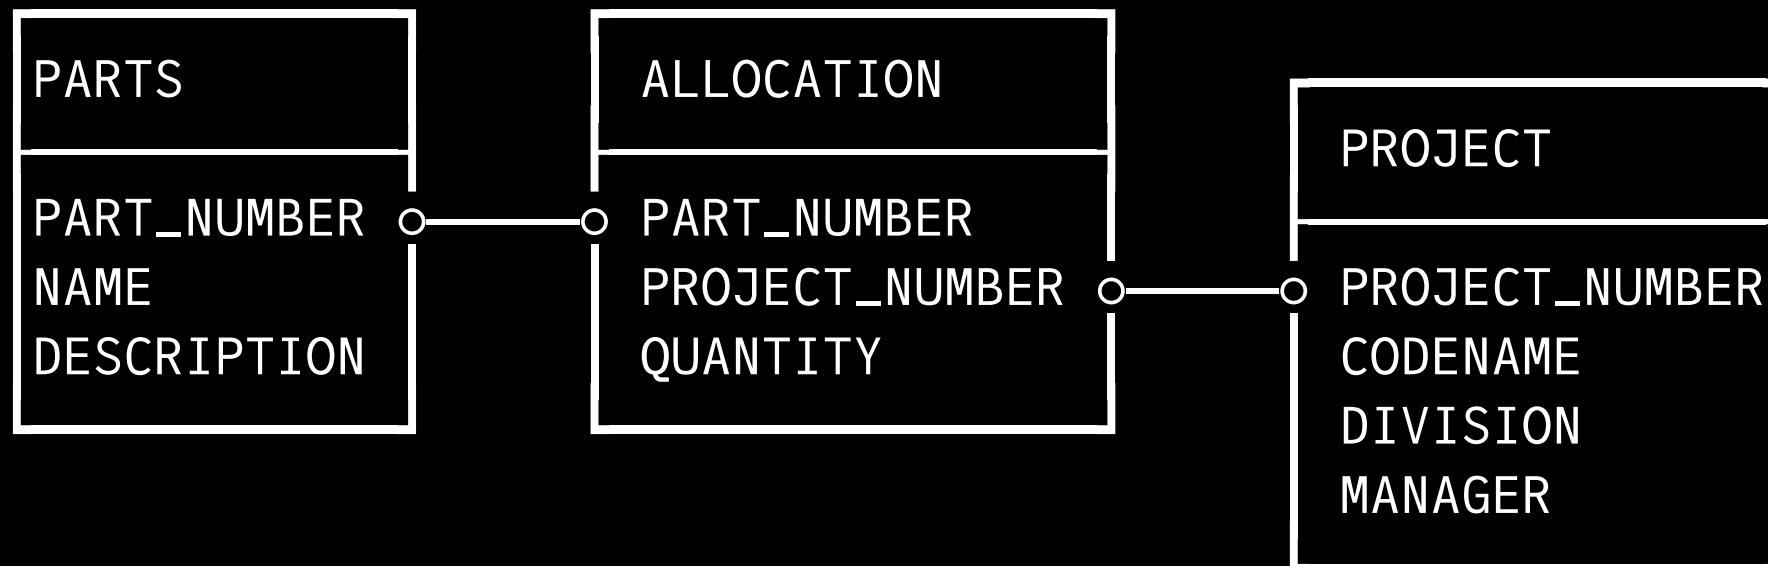 PARTS
PART_NUMBER
NAME
DESCRIPTION
ALLOCATION
PART_NUMBER
PROJECT_NUMBER
QUANTITY
PROJECT
PROJECT_NUMBER
CODENAME
DIVISION
MANAGER